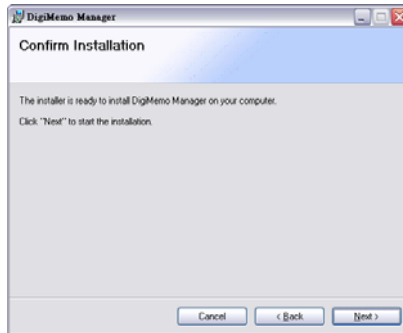 DigiMemo Manager
Confirm Installation
The installer is ready to install DigiMemo Manager on your computer.
Click "Next" to start the installation.
Cancel
< Back
Next >